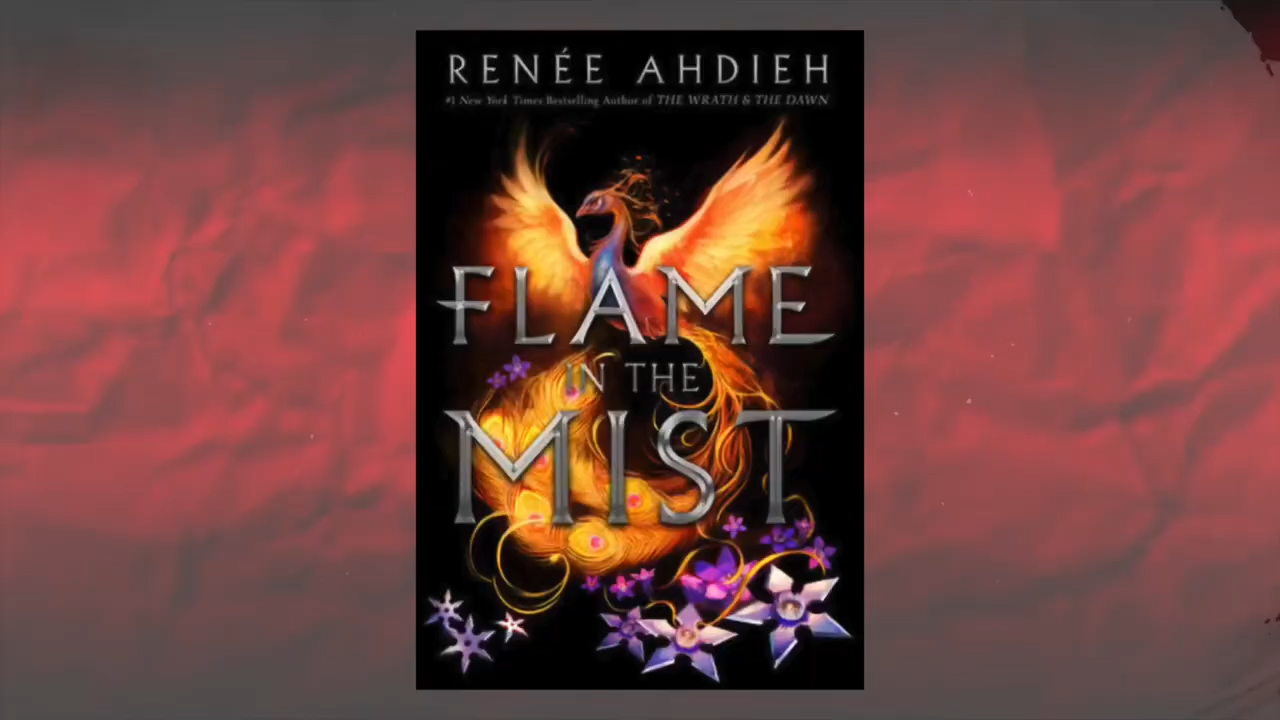 RENÉE AHDIEH
#1 New York Times Bestselling Author of THE WRATH & THE DAWN
FLAME
IN THE
MIST